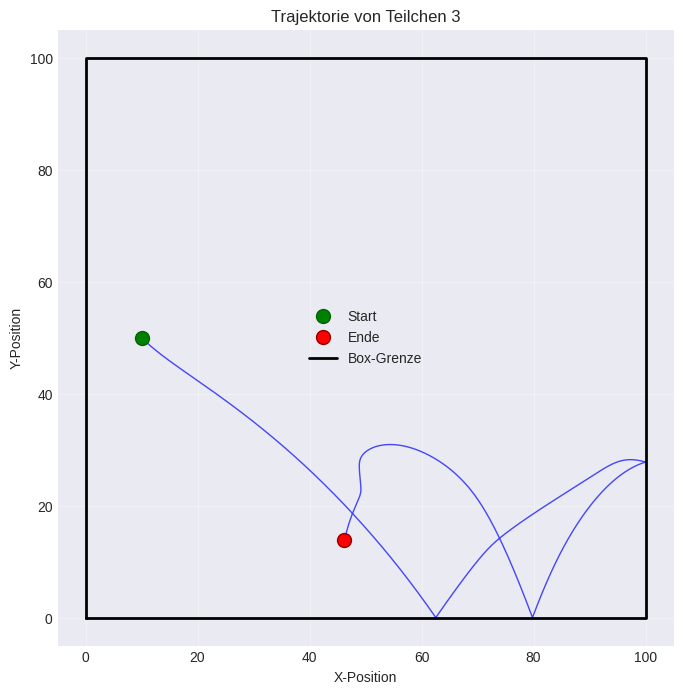 Trajektorie von Teilchen 3
Y-Position
100
80
60
40
20
0
Start
Ende
Box-Grenze
0 20 40 60 80 100
X-Position